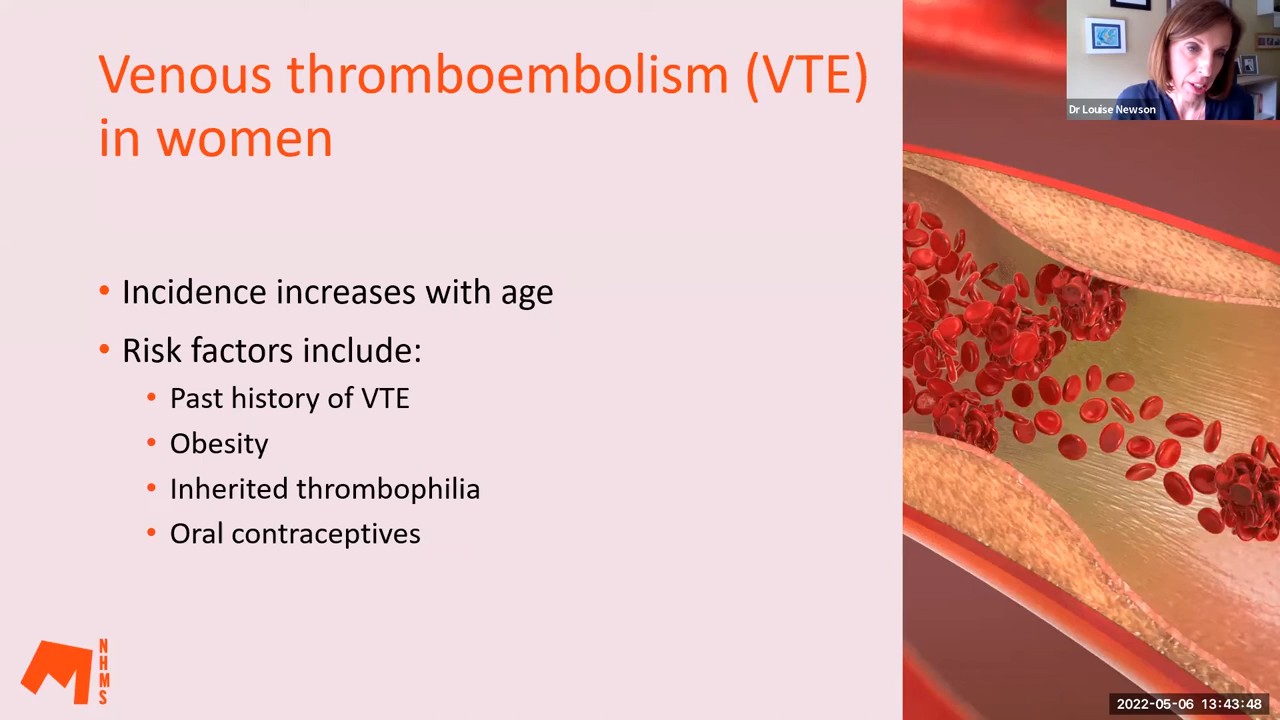 Venous thromboembolism (VTE)
in women
Dr Louise Newson
• Incidence increases with age
• Risk factors include:
• Past history of VTE
• Obesity
• Inherited thrombophilia
• Oral contraceptives
NHMS
2022-05-06 13:43:48